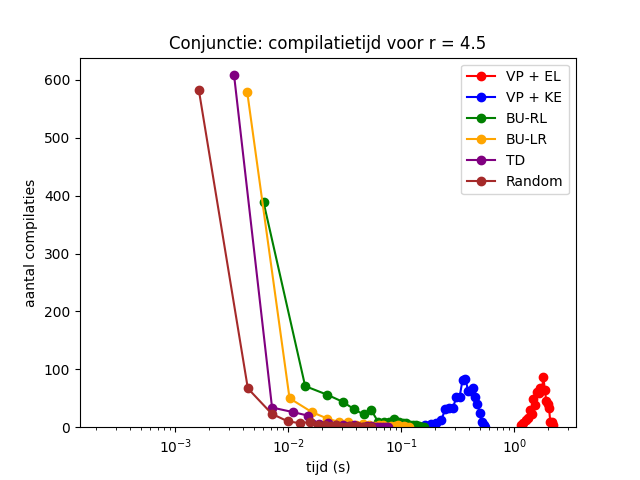 Conjunctie: compilatietijd voor r = 4.5
aantal compilaties
600
500
400
300
200
100
0
VP + EL
VP + KE
BU-RL
BU-LR
TD
Random
10⁻³
10⁻²
10⁻¹
10⁰
tijd (s)